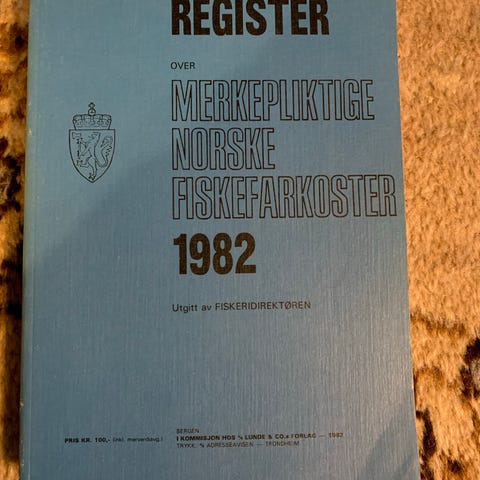 REGISTER
OVER
MERKEPLIKTIGE
NORSKE
FISKEFARKOSTER
1982
Utgitt av FISKERIDIREKTØREN
BERGEN
PRIS KR. 100,- (inkl. merverdiavg.)
I KOMMISJON HOS % LUNDE & CO.s FORLAG — 1982
TRYKK: % ADRESSEAVISEN — TRONDHEIM